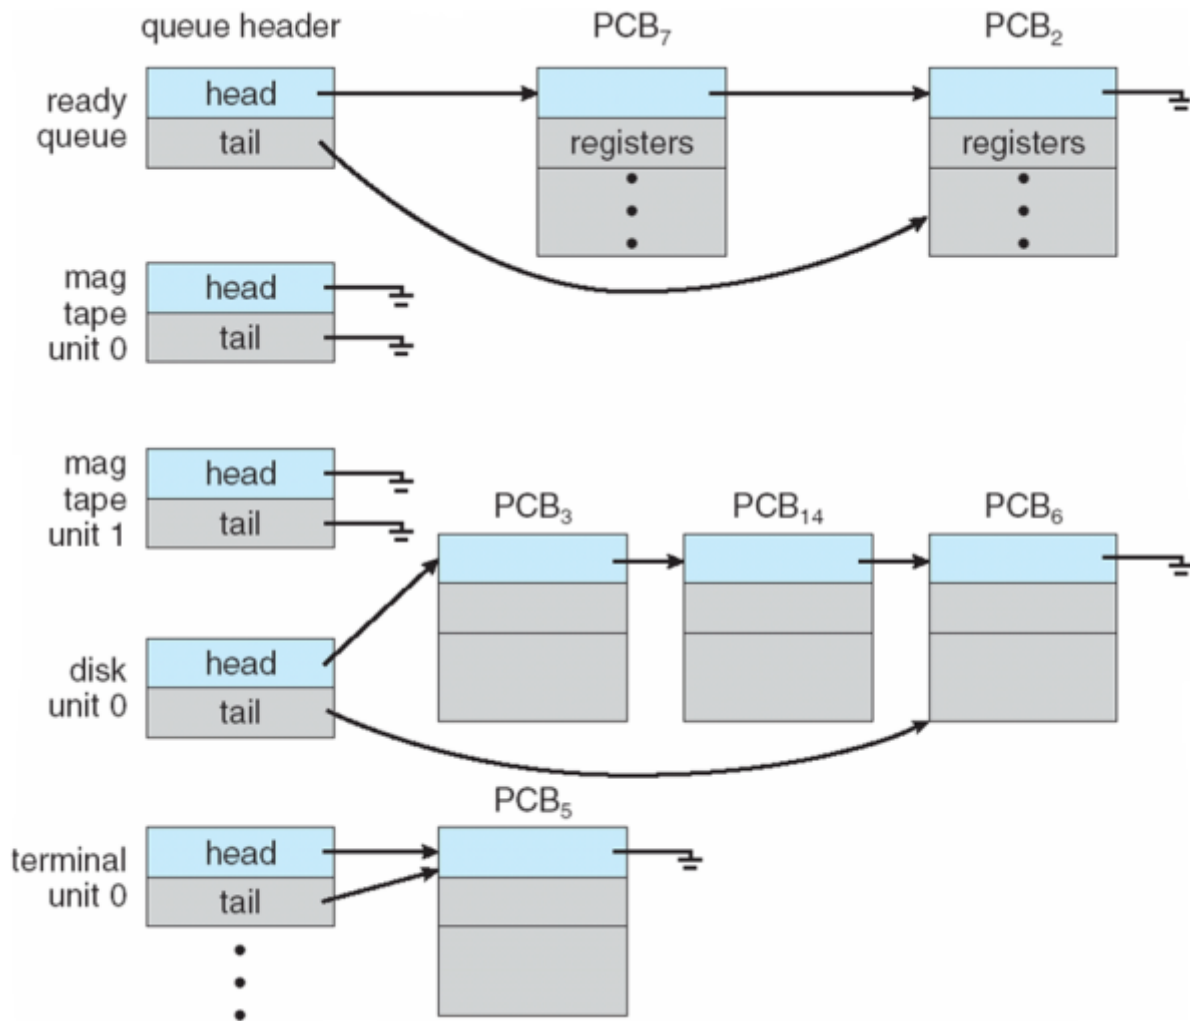 queue header
PCB₇
PCB₂
ready
queue
head
tail
registers
registers
mag
tape
unit 0
head
tail
mag
tape
unit 1
head
tail
PCB₃
PCB₁₄
PCB₆
disk
unit 0
head
tail
PCB₅
terminal
unit 0
head
tail